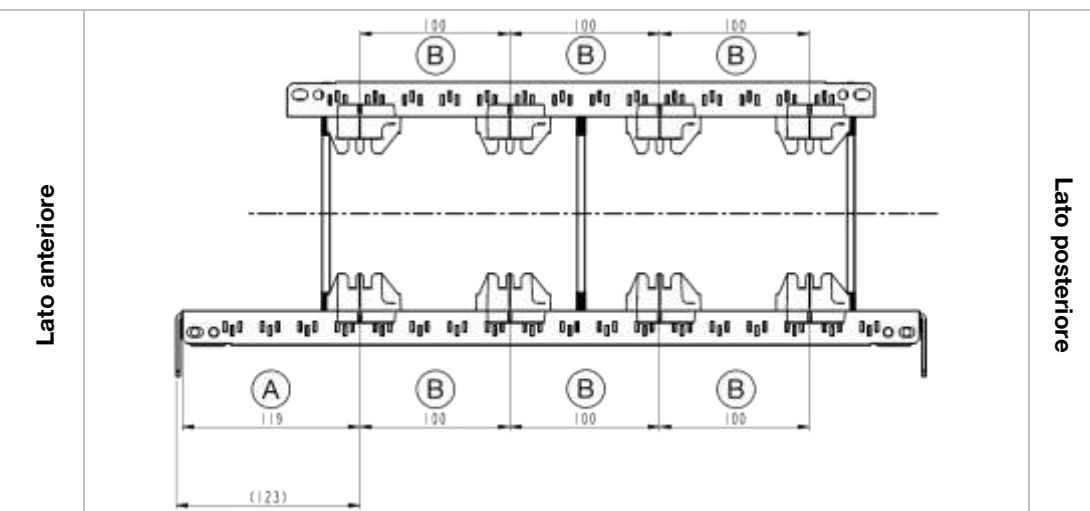 100 100 100
B B B
Lato anteriore
Lato posteriore
A B B B
119 100 100 100
(123)